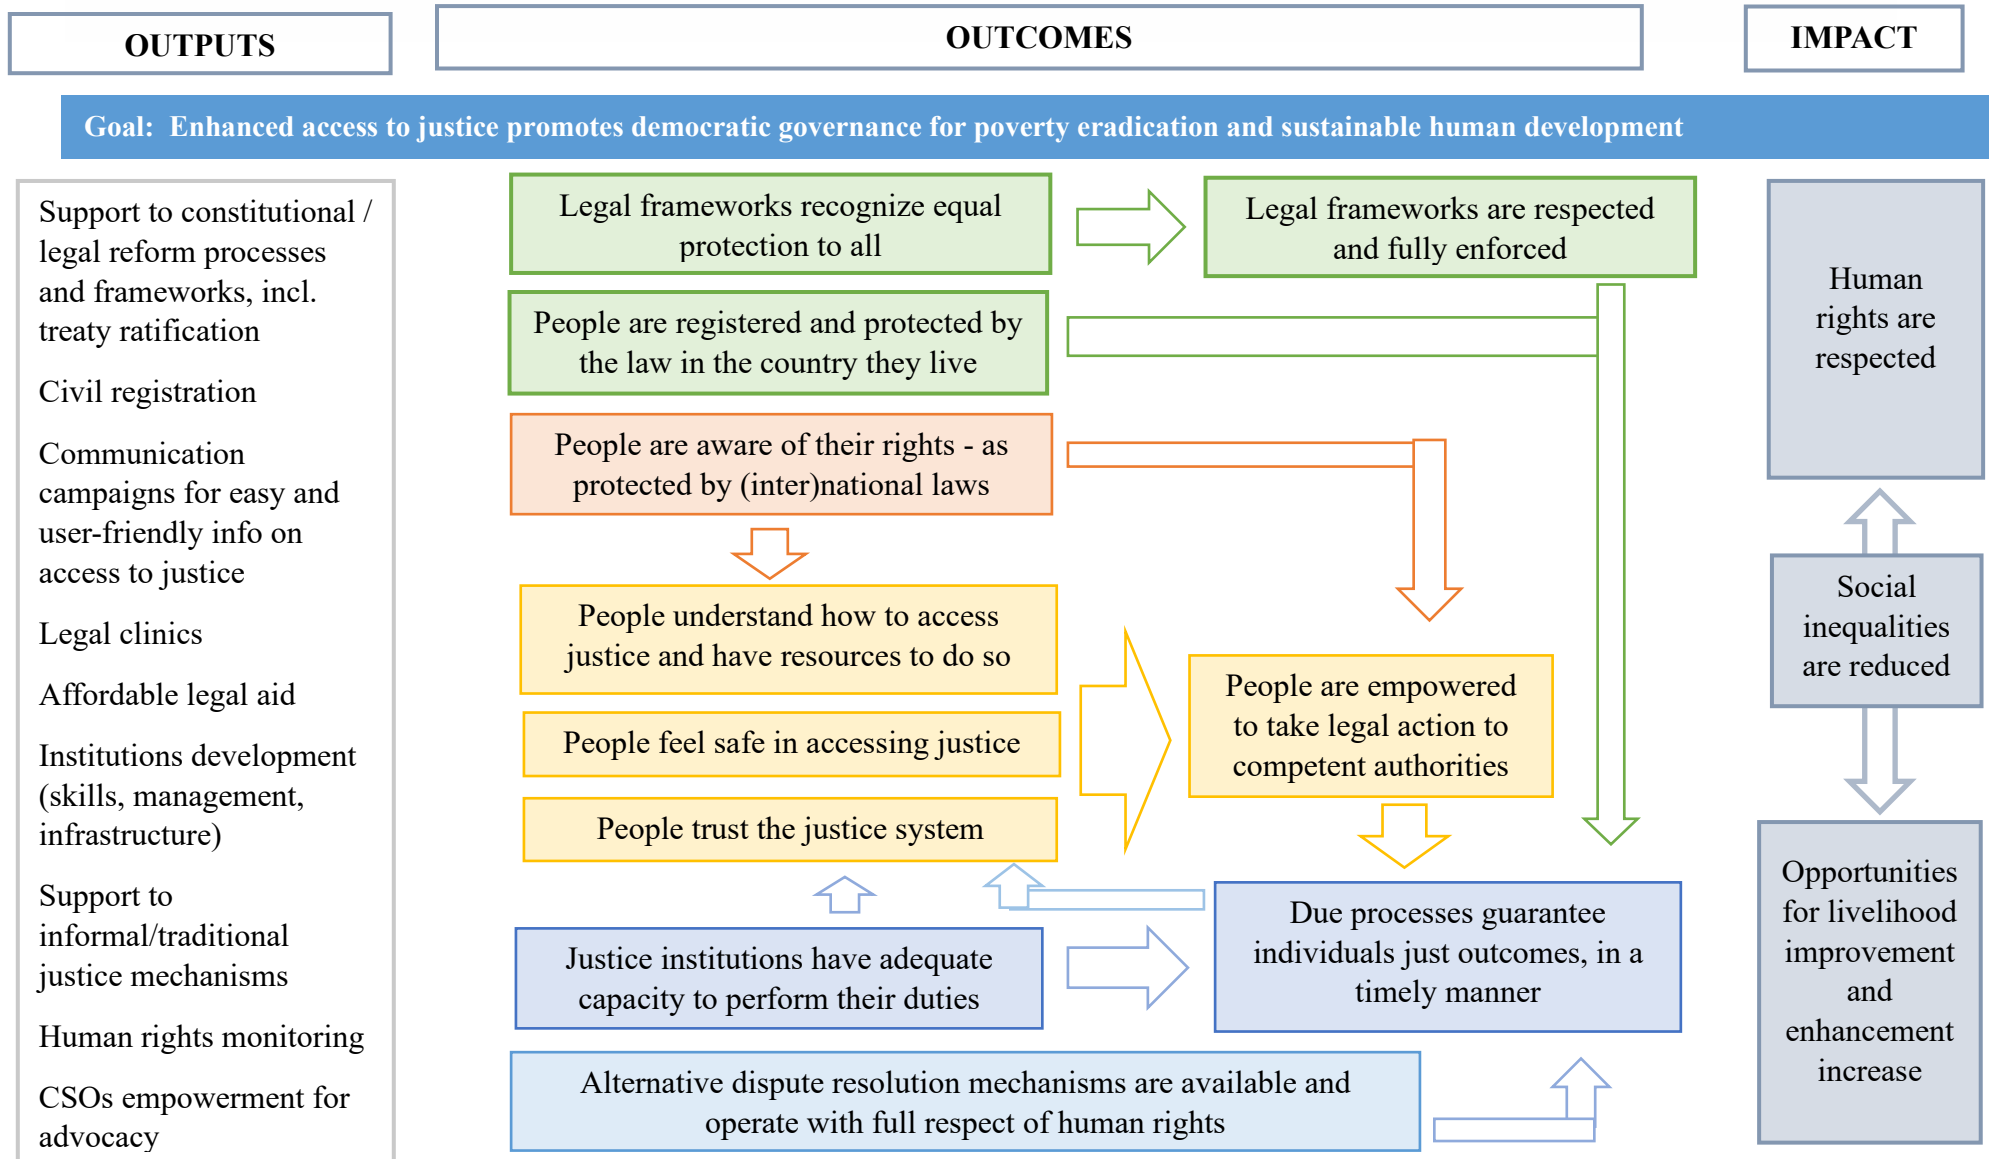 OUTPUTS
OUTCOMES
IMPACT
Goal:  Enhanced access to justice promotes democratic governance for poverty eradication and sustainable human development
Support to constitutional /
legal reform processes
and frameworks, incl.
treaty ratification
Civil registration
Communication
campaigns for easy and
user-friendly info on
access to justice
Legal clinics
Affordable legal aid
Institutions development
(skills, management,
infrastructure)
Support to
informal/traditional
justice mechanisms
Human rights monitoring
CSOs empowerment for
advocacy
Legal frameworks recognize equal
protection to all
Legal frameworks are respected
and fully enforced
People are registered and protected by
the law in the country they live
People are aware of their rights - as
protected by (inter)national laws
People understand how to access
justice and have resources to do so
People feel safe in accessing justice
People trust the justice system
People are empowered
to take legal action to
competent authorities
Justice institutions have adequate
capacity to perform their duties
Due processes guarantee
individuals just outcomes, in a
timely manner
Alternative dispute resolution mechanisms are available and
operate with full respect of human rights
Human
rights are
respected
Social
inequalities
are reduced
Opportunities
for livelihood
improvement
and
enhancement
increase